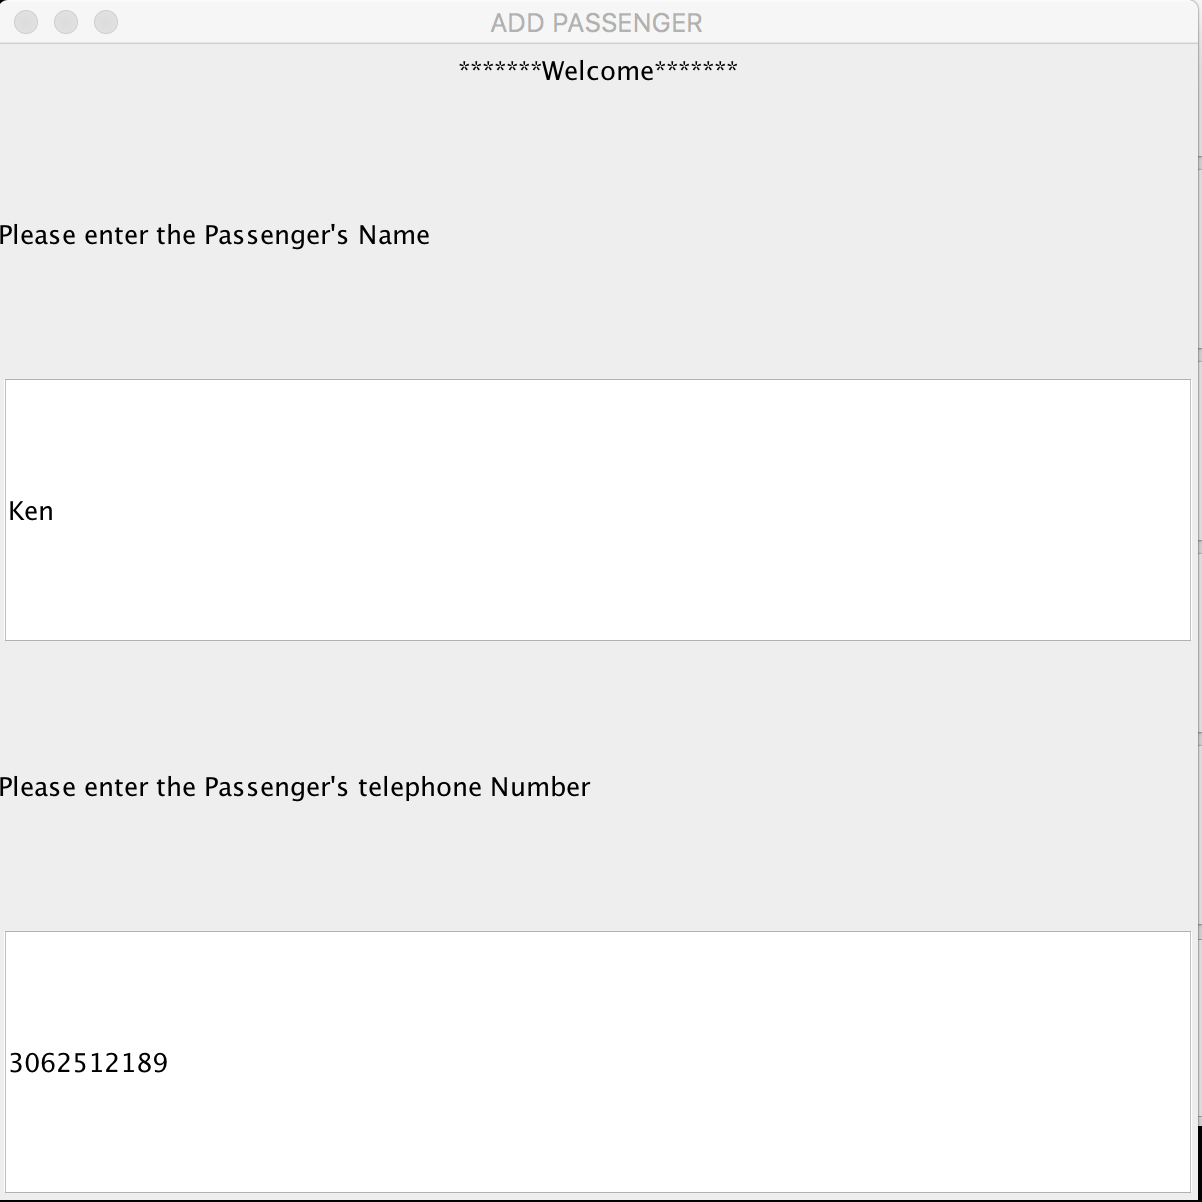 ADD PASSENGER
*******Welcome*******
Please enter the Passenger's Name
Ken
Please enter the Passenger's telephone Number
3062512189